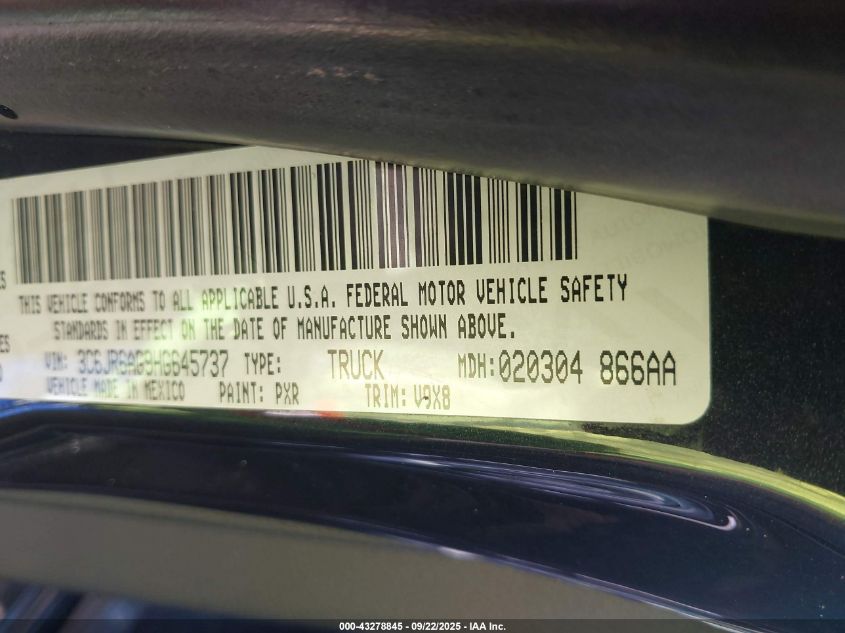 THIS VEHICLE CONFORMS TO ALL APPLICABLE U.S.A. FEDERAL MOTOR VEHICLE SAFETY
STANDARDS IN EFFECT ON THE DATE OF MANUFACTURE SHOWN ABOVE.
VIN: 3C6JR6AG9HG645737 TYPE: TRUCK MDH:020304 866AA
VEHICLE MADE IN MEXICO PAINT: PXR TRIM: V9X8
000-43278845 - 09/22/2025 - IAA Inc.